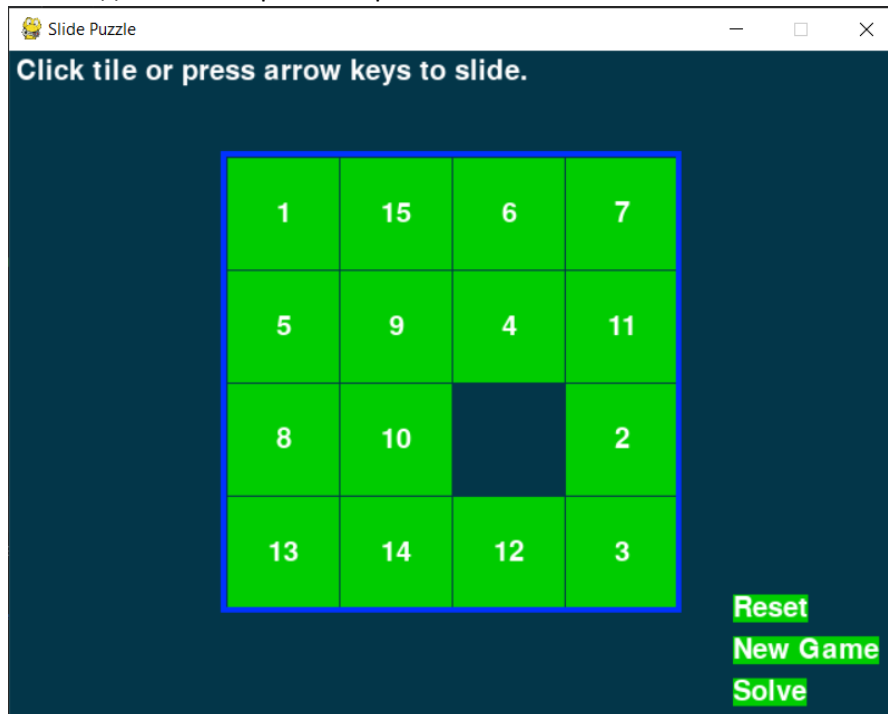 Slide Puzzle
Click tile or press arrow keys to slide.
1 15 6 7
5 9 4 11
8 10 2
13 14 12 3
Reset
New Game
Solve